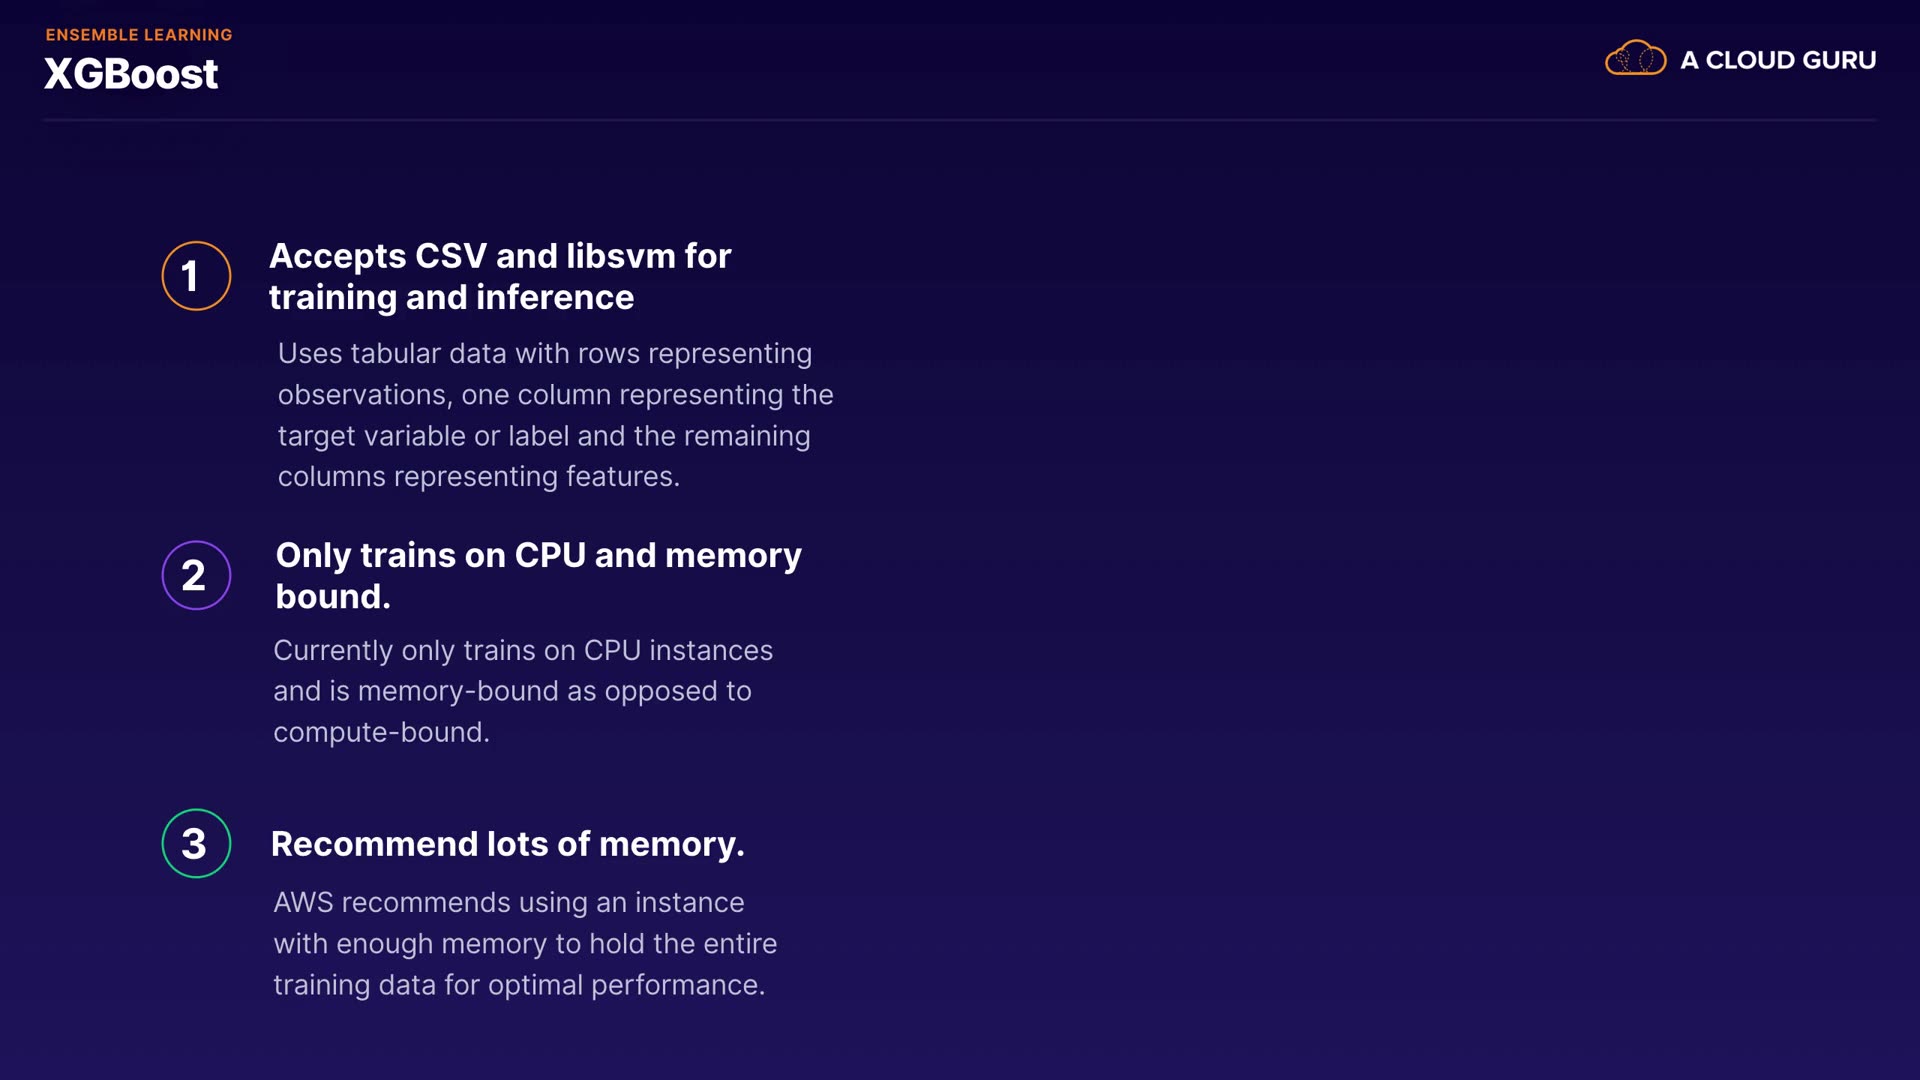 ENSEMBLE LEARNING
XGBoost
A CLOUD GURU
1
Accepts CSV and libsvm for
training and inference
Uses tabular data with rows representing
observations, one column representing the
target variable or label and the remaining
columns representing features.
2
Only trains on CPU and memory
bound.
Currently only trains on CPU instances
and is memory-bound as opposed to
compute-bound.
3
Recommend lots of memory.
AWS recommends using an instance
with enough memory to hold the entire
training data for optimal performance.